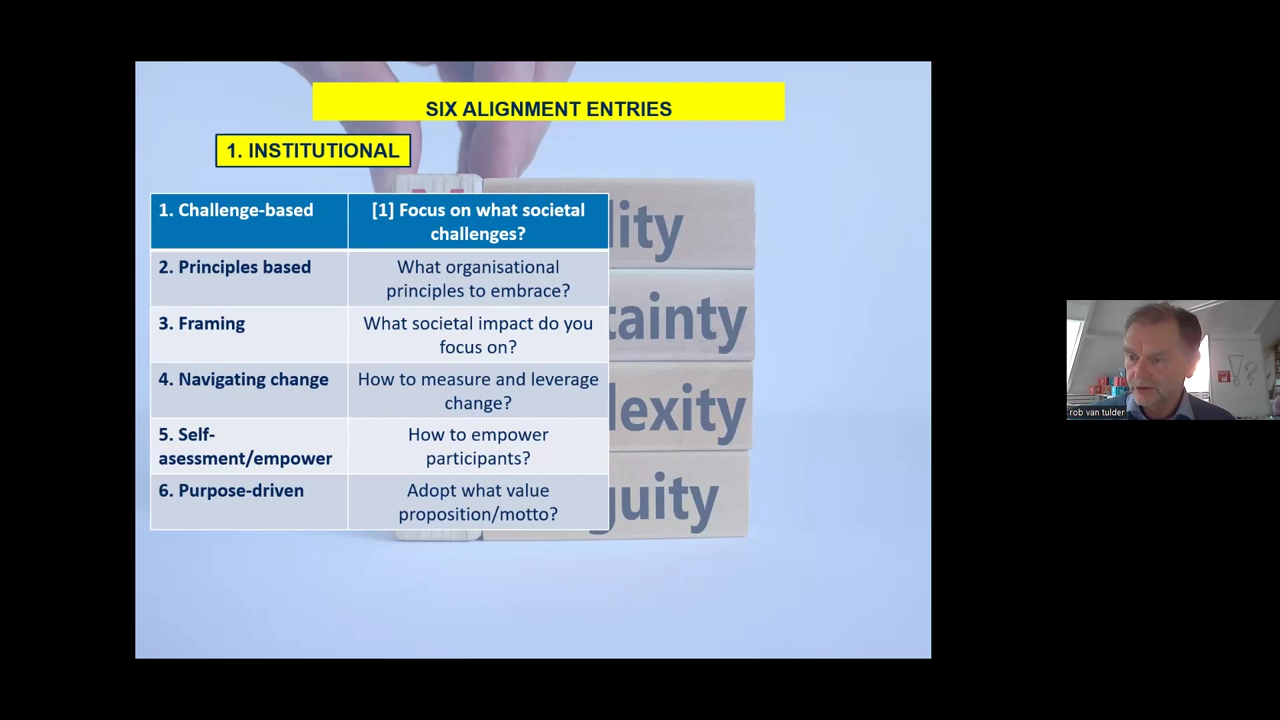 SIX ALIGNMENT ENTRIES
1. INSTITUTIONAL
1. Challenge-based
[1] Focus on what societal
challenges?
2. Principles based
What organisational
principles to embrace?
3. Framing
What societal impact do you
focus on?
4. Navigating change
How to measure and leverage
change?
5. Self-
asessment/empower
How to empower
participants?
6. Purpose-driven
Adopt what value
proposition/motto?
lity
tainty
lexity
guity
rob van tulder